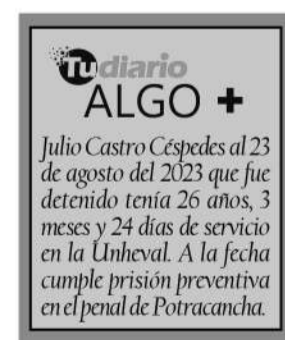 Tudiario
ALGO +
Julio Castro Céspedes al 23
de agosto del 2023 que fue
detenido tenía 26 años, 3
meses y 24 días de servicio
en la Unheval. A la fecha
cumple prisión preventiva
en el penal de Potracancha.